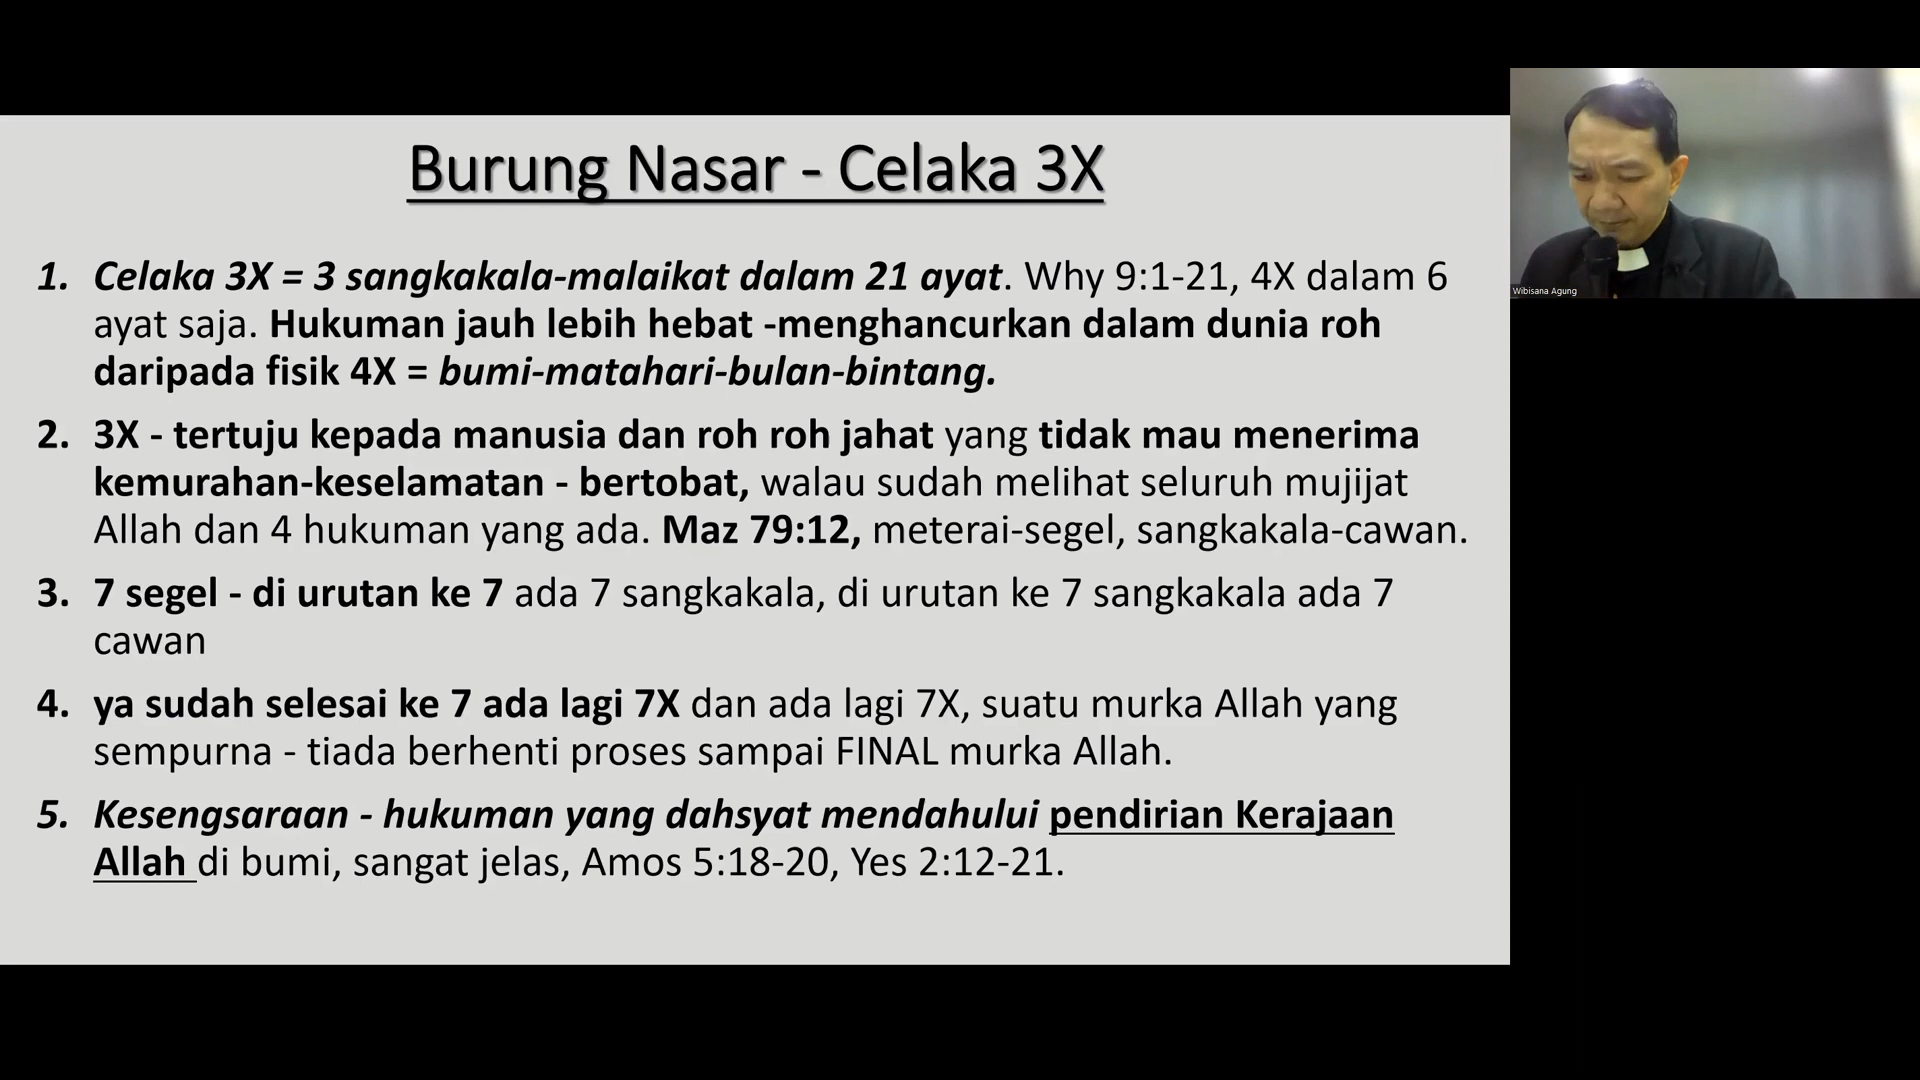 Burung Nasar - Celaka 3X
1. Celaka 3X = 3 sangkakala-malaikat dalam 21 ayat. Why 9:1-21, 4X dalam 6
ayat saja. Hukuman jauh lebih hebat -menghancurkan dalam dunia roh
daripada fisik 4X = bumi-matahari-bulan-bintang.
2. 3X - tertuju kepada manusia dan roh roh jahat yang tidak mau menerima
kemurahan-keselamatan - bertobat, walau sudah melihat seluruh mujijat
Allah dan 4 hukuman yang ada. Maz 79:12, meterai-segel, sangkakala-cawan.
3. 7 segel - di urutan ke 7 ada 7 sangkakala, di urutan ke 7 sangkakala ada 7
cawan
4. ya sudah selesai ke 7 ada lagi 7X dan ada lagi 7X, suatu murka Allah yang
sempurna - tiada berhenti proses sampai FINAL murka Allah.
5. Kesengsaraan - hukuman yang dahsyat mendahului pendirian Kerajaan
Allah di bumi, sangat jelas, Amos 5:18-20, Yes 2:12-21.
Wibisana Agung